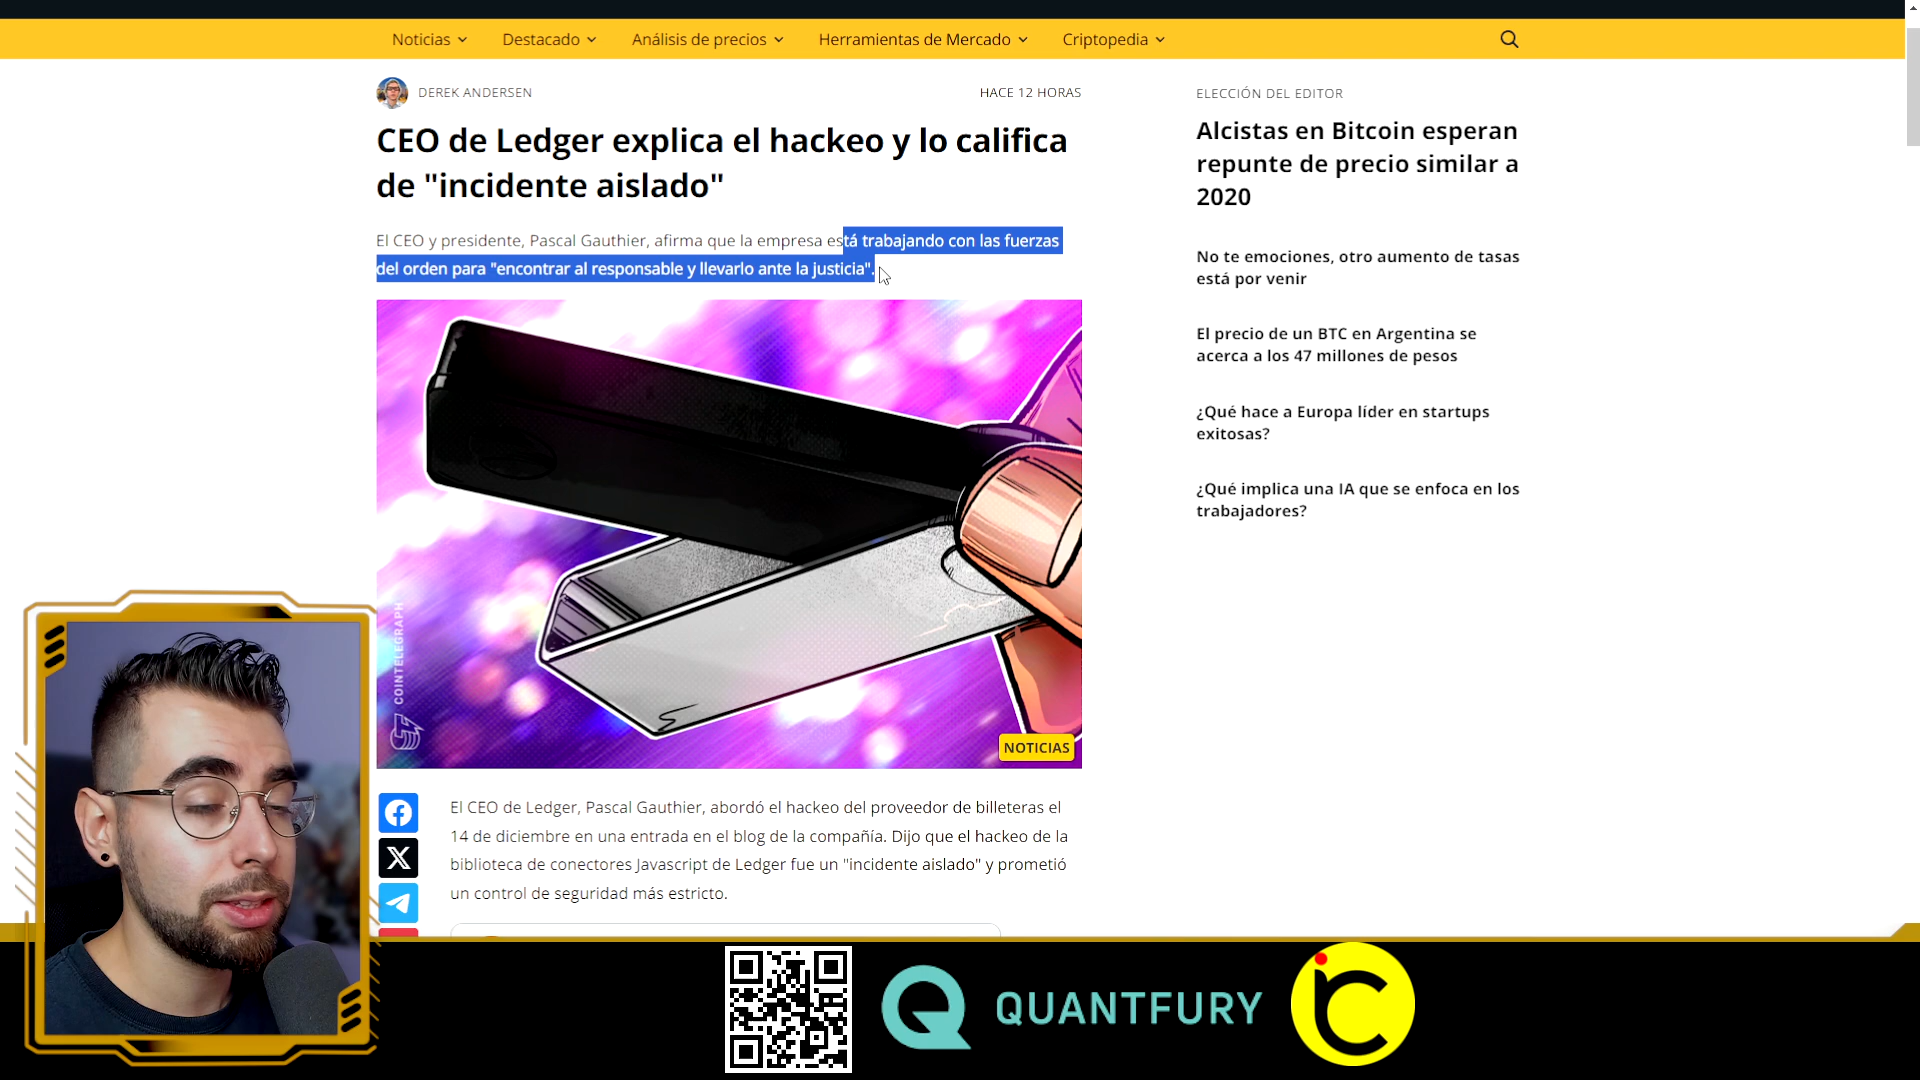 Noticias
Destacado
Análisis de precios
Herramientas de Mercado
Criptopedia
DEREK ANDERSEN
HACE 12 HORAS
CEO de Ledger explica el hackeo y lo califica
de "incidente aislado"
El CEO y presidente, Pascal Gauthier, afirma que la empresa está trabajando con las fuerzas
del orden para "encontrar al responsable y llevarlo ante la justicia".
COINTELEGRAPH
NOTICIAS
El CEO de Ledger, Pascal Gauthier, abordó el hackeo del proveedor de billeteras el
14 de diciembre en una entrada en el blog de la compañía. Dijo que el hackeo de la
biblioteca de conectores Javascript de Ledger fue un "incidente aislado" y prometió
un control de seguridad más estricto.
ELECCIÓN DEL EDITOR
Alcistas en Bitcoin esperan
repunte de precio similar a
2020
No te emociones, otro aumento de tasas
está por venir
El precio de un BTC en Argentina se
acerca a los 47 millones de pesos
¿Qué hace a Europa líder en startups
exitosas?
¿Qué implica una IA que se enfoca en los
trabajadores?
QUANTFURY